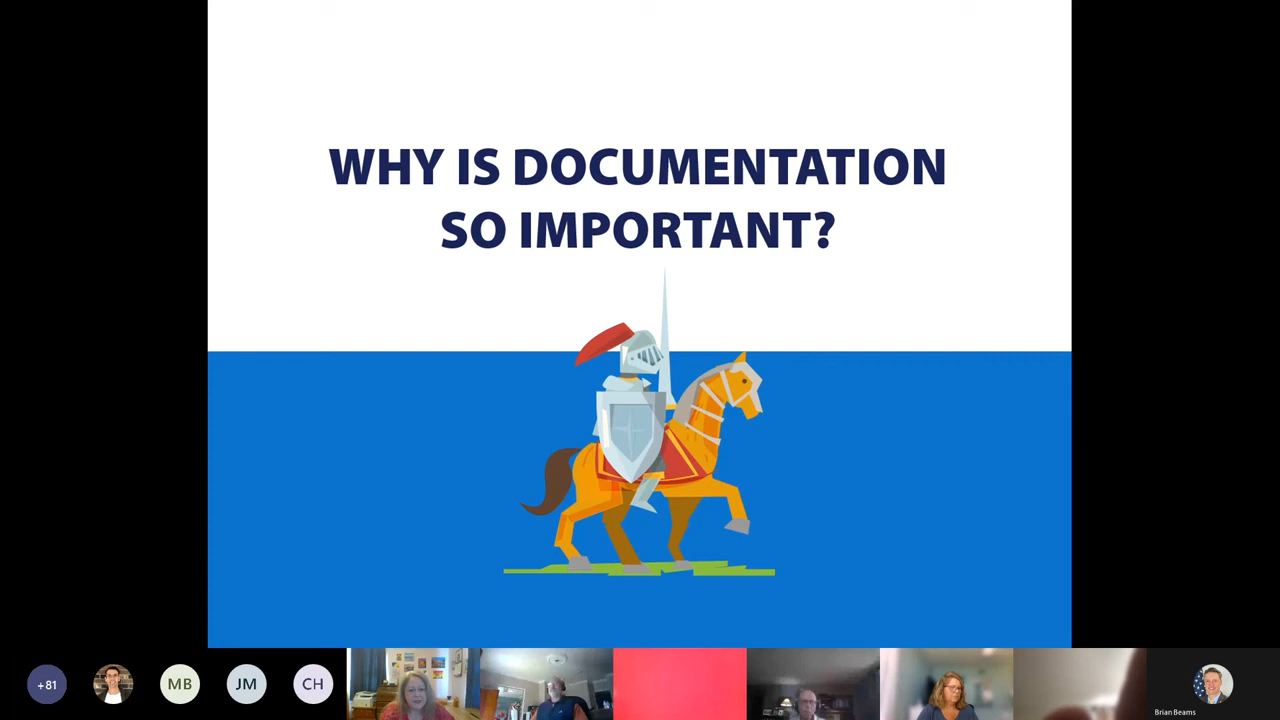 WHY IS DOCUMENTATION
SO IMPORTANT?
+81
MB
JM
CH
Brian Beams